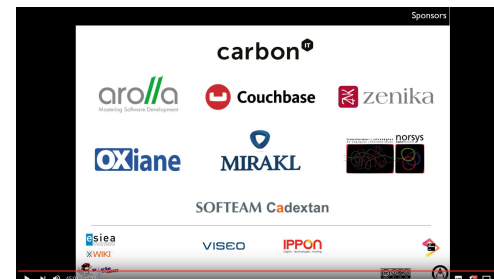 Sponsors
carbon IT
arolla
Mastering Software Development
Couchbase
zenika
OXiane
MIRAKL
norsys
SOFTEAM Cadextan
esiea
XWIKI
VISEO
IPPON